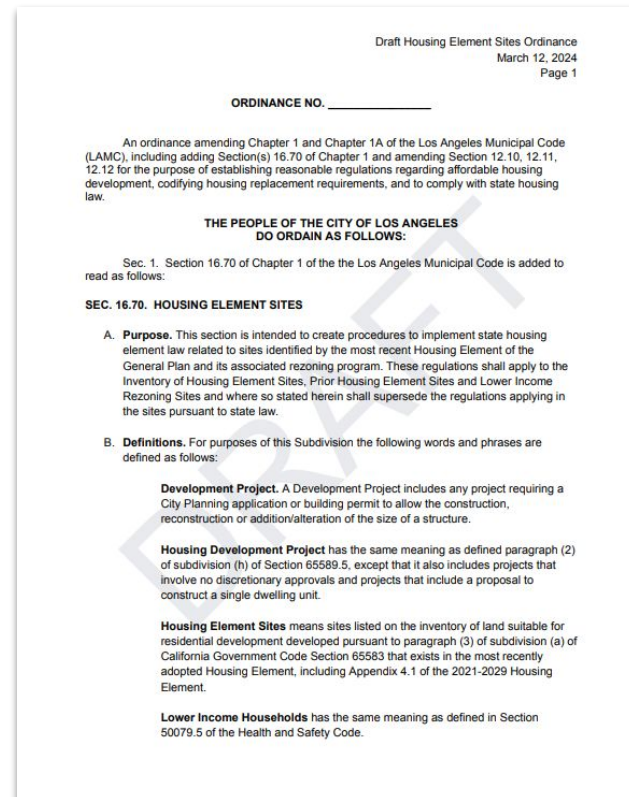 Draft Housing Element Sites Ordinance
March 12, 2024
Page 1
ORDINANCE NO. ________________
An ordinance amending Chapter 1 and Chapter 1A of the Los Angeles Municipal Code
(LAMC), including adding Section(s) 16.70 of Chapter 1 and amending Section 12.10, 12.11,
12.12 for the purpose of establishing reasonable regulations regarding affordable housing
development, codifying housing replacement requirements, and to comply with state housing
law.
THE PEOPLE OF THE CITY OF LOS ANGELES
DO ORDAIN AS FOLLOWS:
Sec. 1. Section 16.70 of Chapter 1 of the the Los Angeles Municipal Code is added to
read as follows:
SEC. 16.70. HOUSING ELEMENT SITES
A. Purpose. This section is intended to create procedures to implement state housing
element law related to sites identified by the most recent Housing Element of the
General Plan and its associated rezoning program. These regulations shall apply to the
Inventory of Housing Element Sites, Prior Housing Element Sites and Lower Income
Rezoning Sites and where so stated herein shall supersede the regulations applying in
the sites pursuant to state law.
B. Definitions. For purposes of this Subdivision the following words and phrases are
defined as follows:
Development Project. A Development Project includes any project requiring a
City Planning application or building permit to allow the construction,
reconstruction or addition/alteration of the size of a structure.
Housing Development Project has the same meaning as defined paragraph (2)
of subdivision (h) of Section 65589.5, except that it also includes projects that
involve no discretionary approvals and projects that include a proposal to
construct a single dwelling unit.
Housing Element Sites means sites listed on the inventory of land suitable for
residential development developed pursuant to paragraph (3) of subdivision (a) of
California Government Code Section 65583 that exists in the most recently
adopted Housing Element, including Appendix 4.1 of the 2021-2029 Housing
Element.
Lower Income Households has the same meaning as defined in Section
50079.5 of the Health and Safety Code.
DRAFT